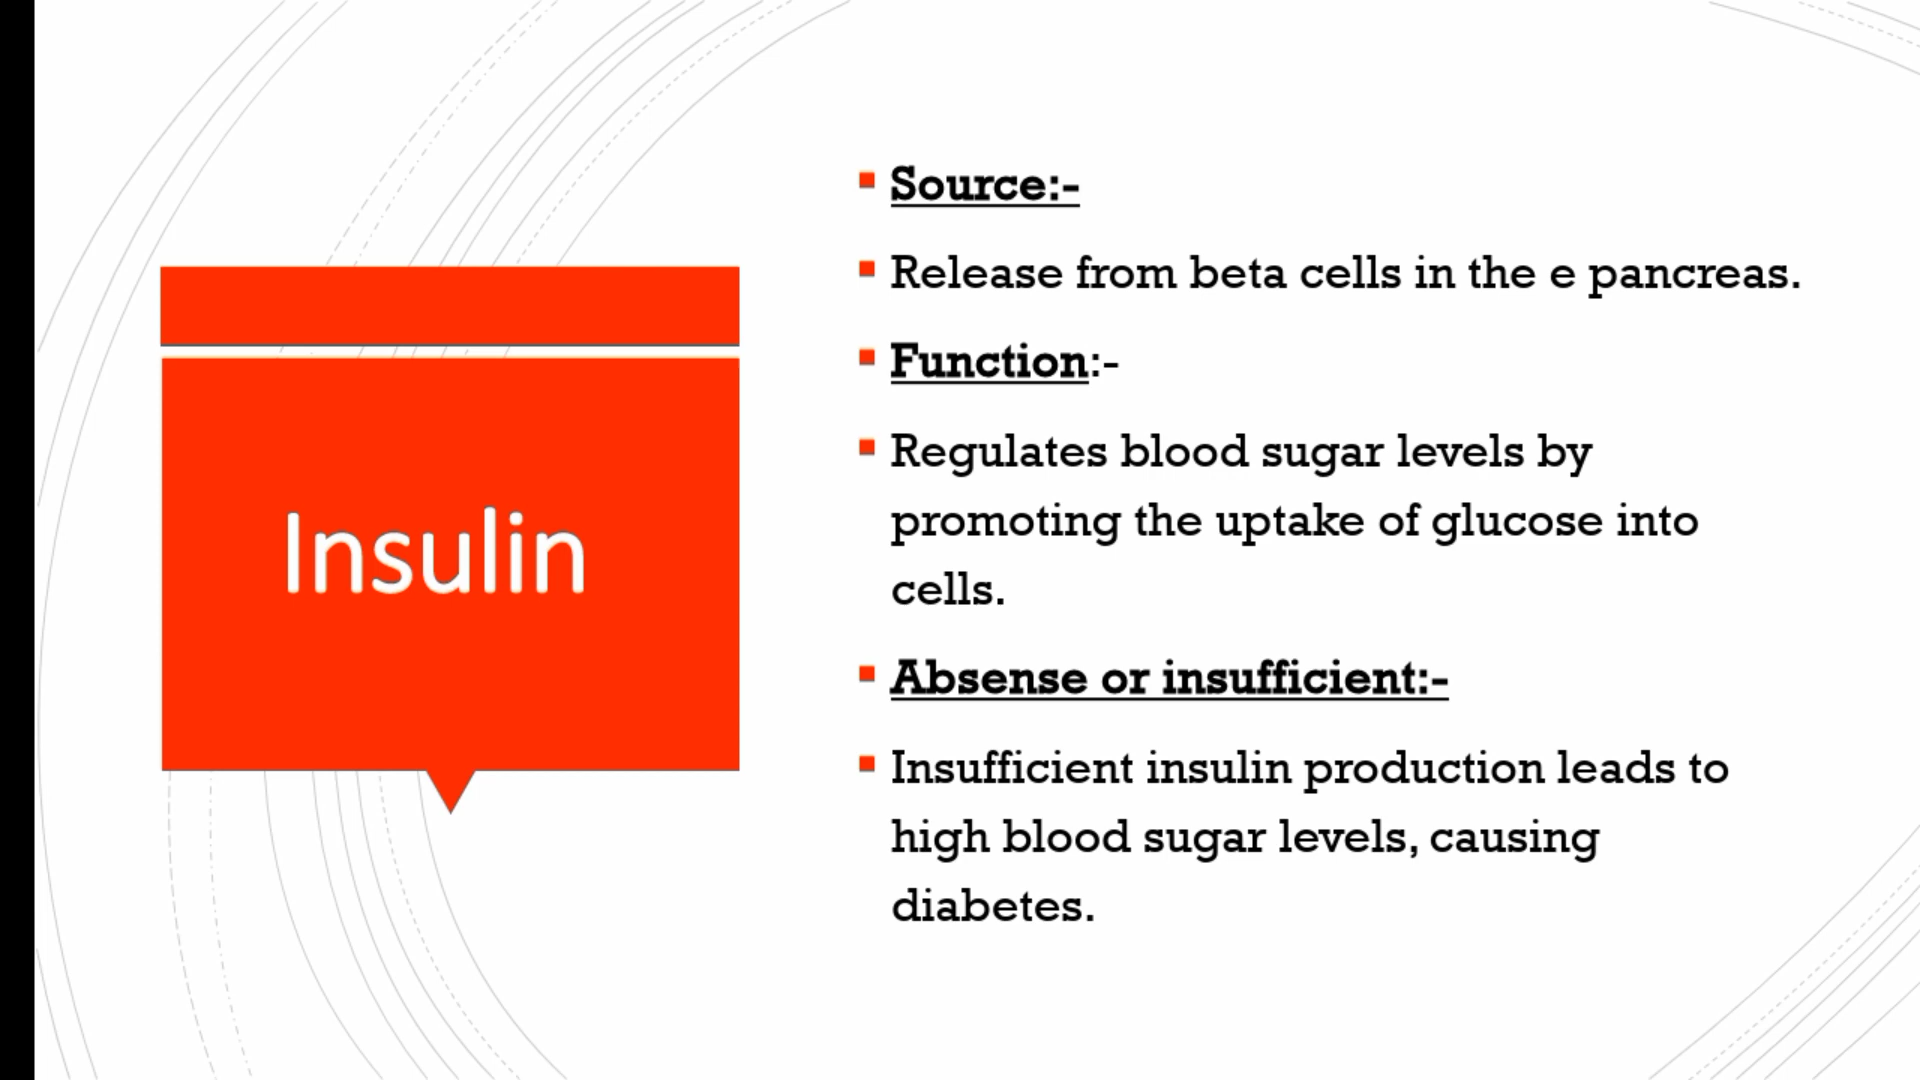 Insulin
Source:-
Release from beta cells in the e pancreas.
Function:-
Regulates blood sugar levels by
promoting the uptake of glucose into
cells.
Absense or insufficient:-
Insufficient insulin production leads to
high blood sugar levels, causing
diabetes.